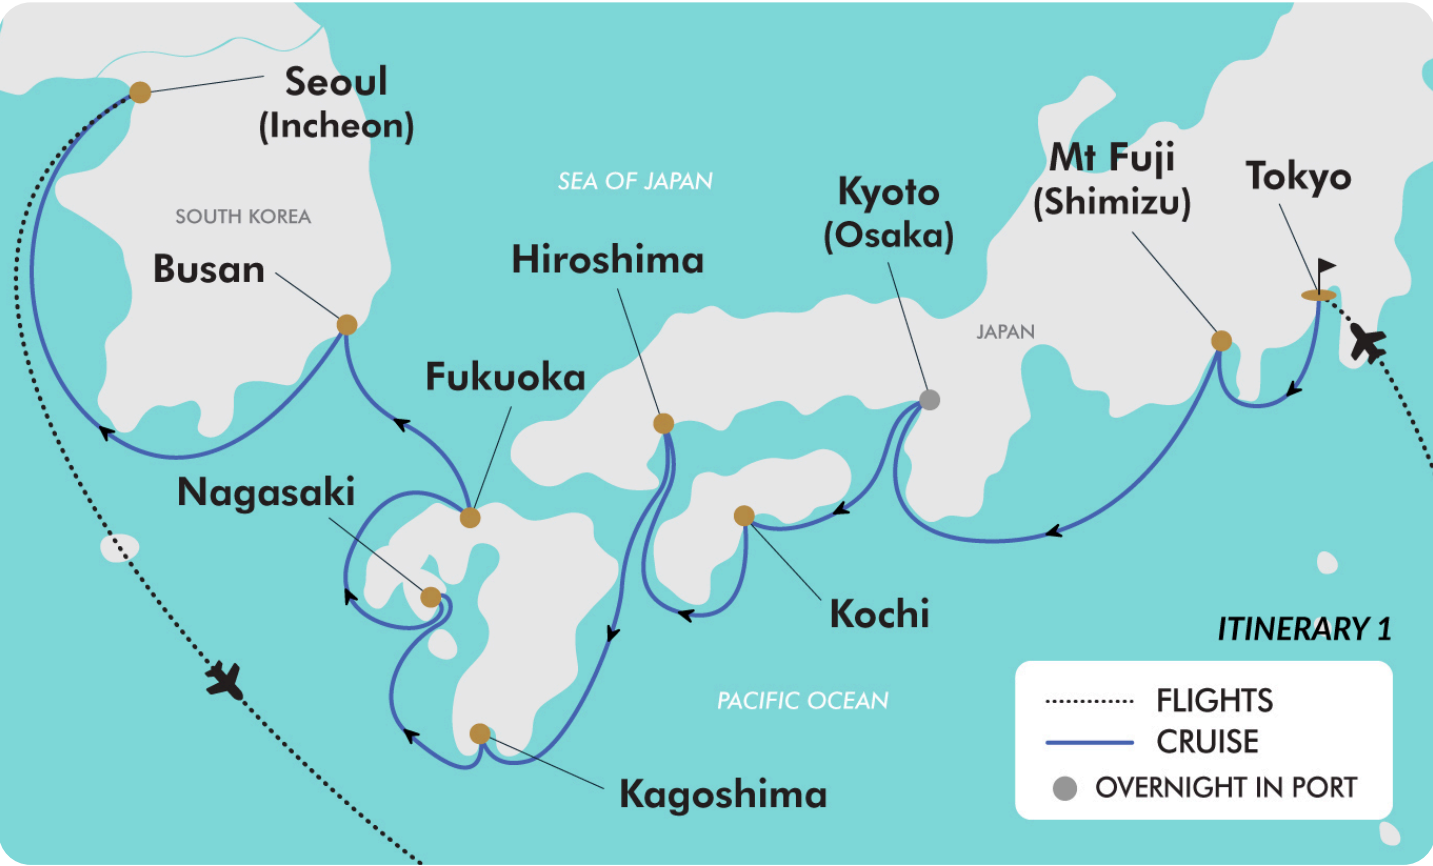 Seoul
(Incheon)
SOUTH KOREA
Busan
SEA OF JAPAN
Hiroshima
Kyoto
(Osaka)
Mt Fuji
(Shimizu)
Tokyo
JAPAN
Fukuoka
Nagasaki
Kochi
PACIFIC OCEAN
Kagoshima
ITINERARY 1
FLIGHTS
CRUISE
OVERNIGHT IN PORT